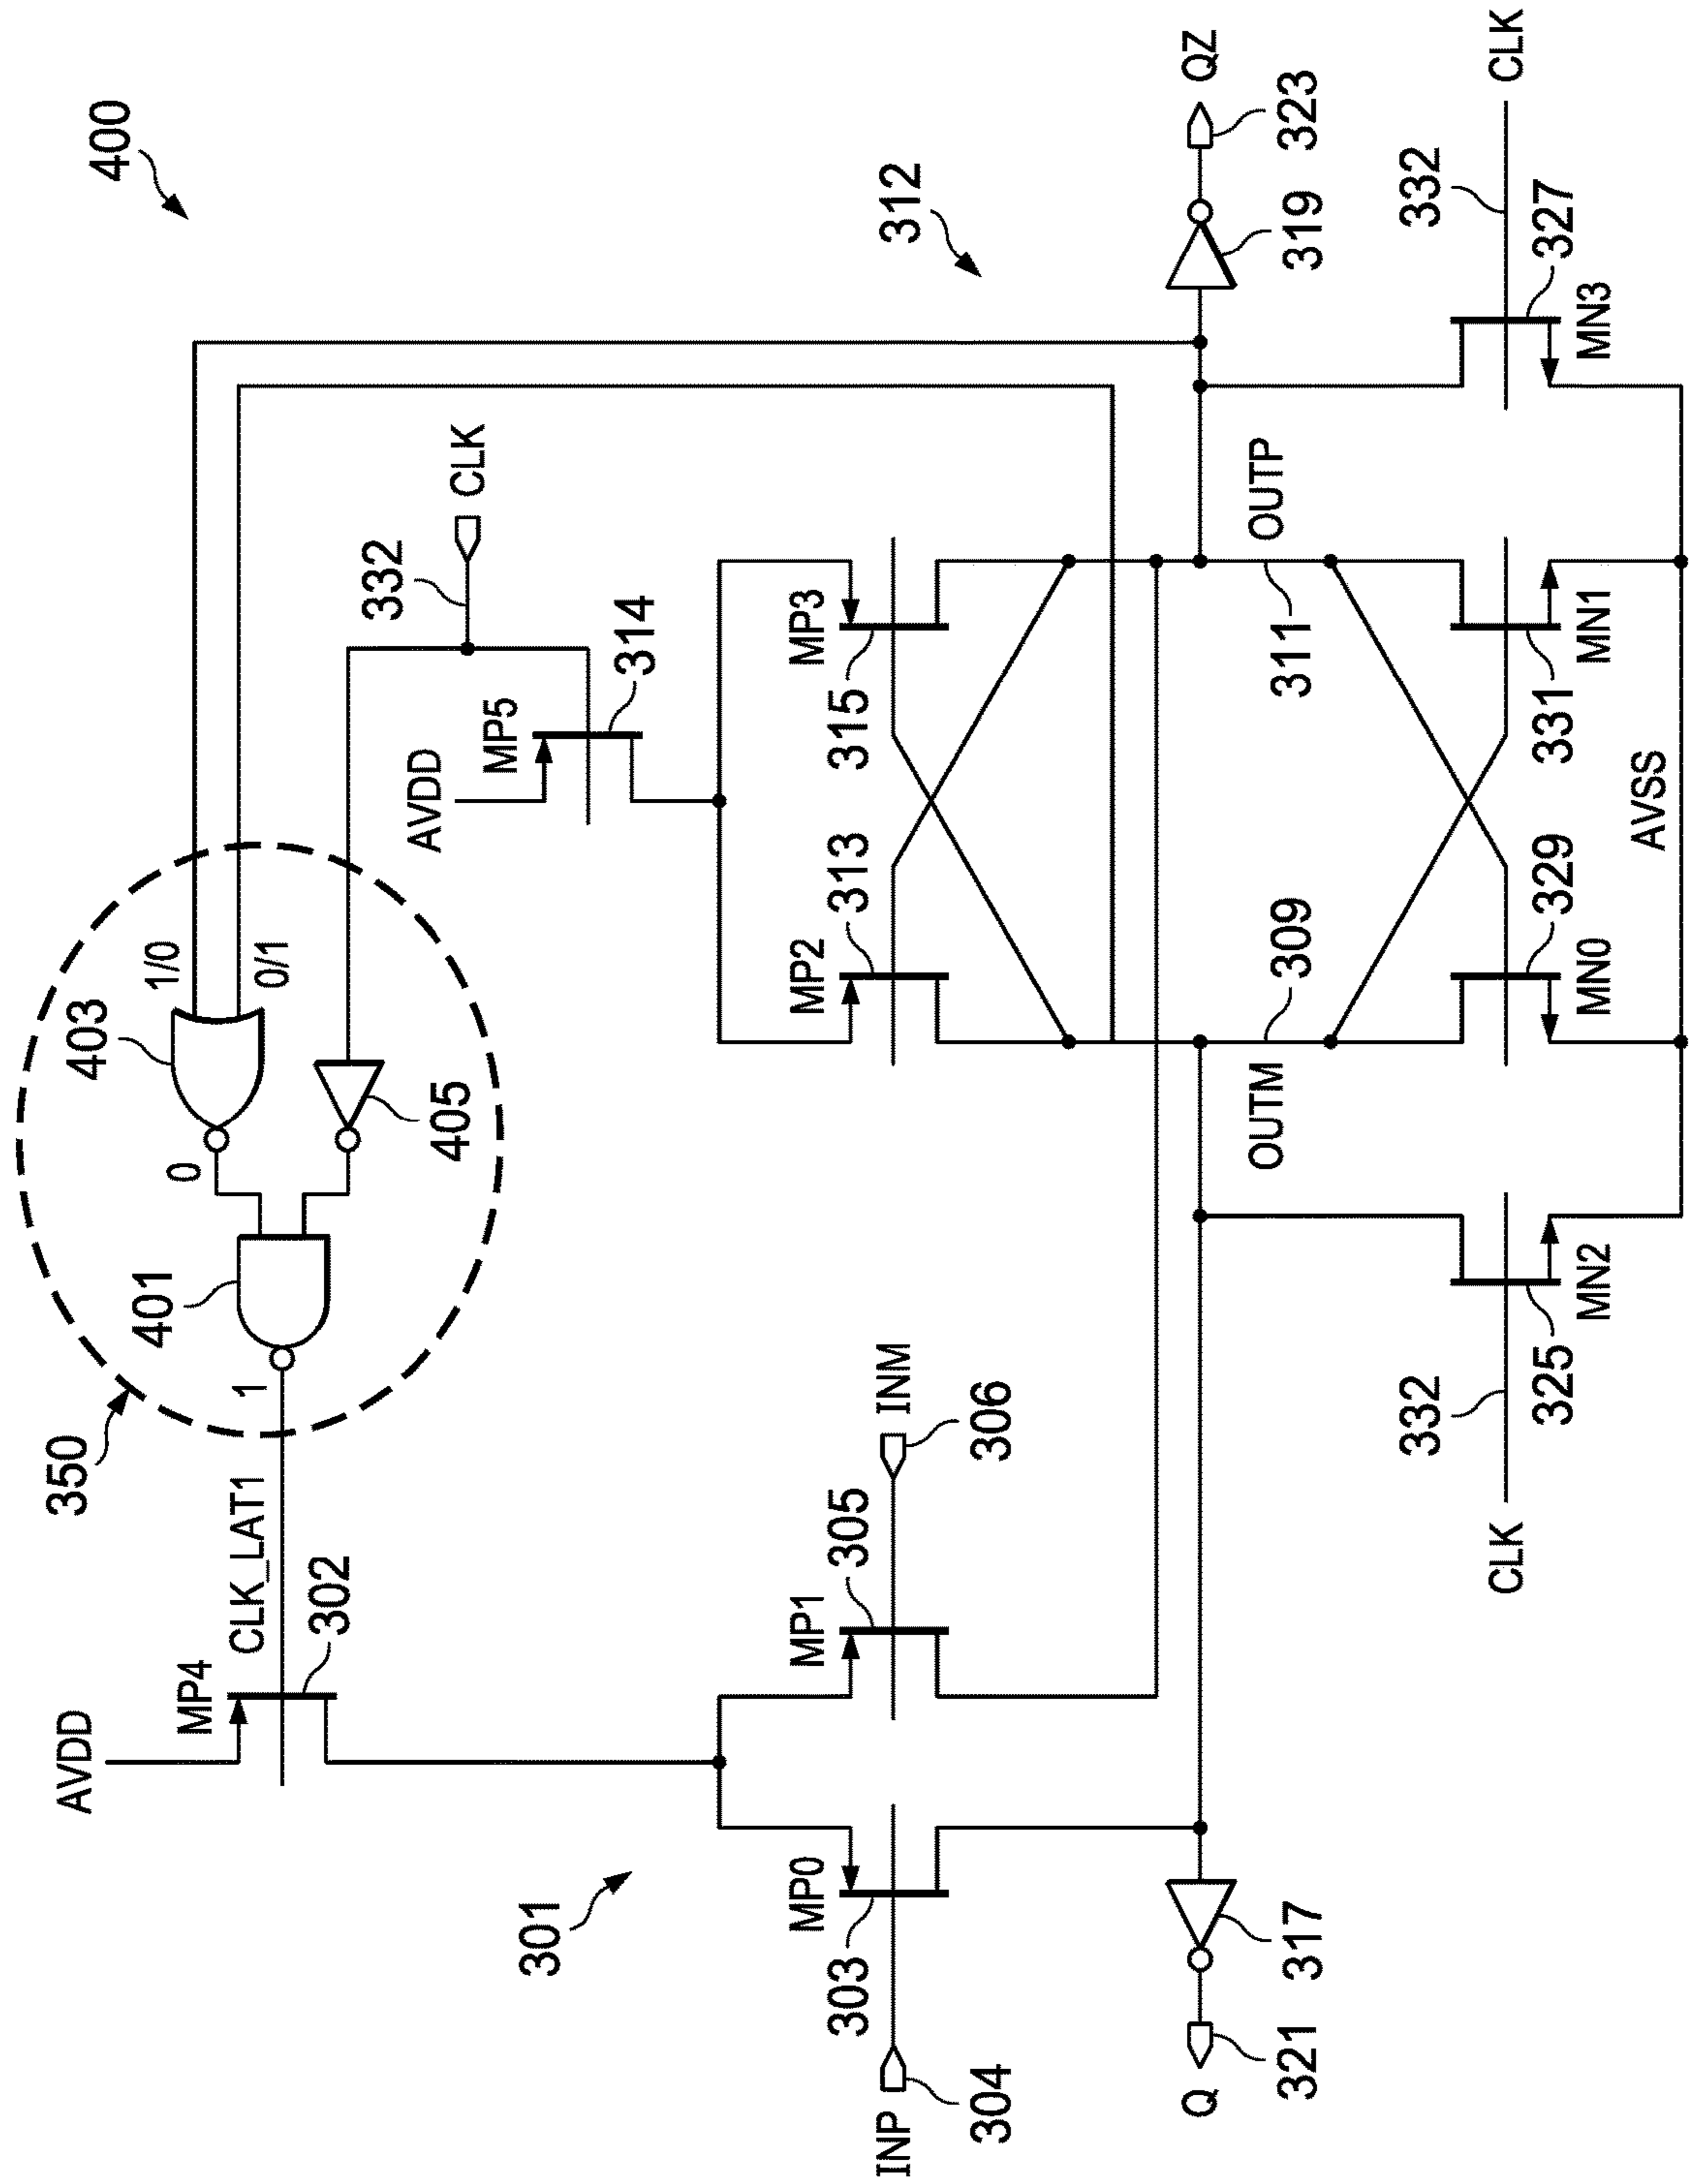 400
350
AVDD
MP4
CLK_LAT1
302
1
401
0
403
1/0
0/1
405
AVDD
MP5
314
332
CLK
312
301
MP0
303
INP
304
MP1
305
INM
306
MP2
313
MP3
315
Q
321
317
OUTM
309
OUTP
311
319
323
QZ
CLK
332
325
MN2
MN0
329
AVSS
331
MN1
MN3
327
332
CLK